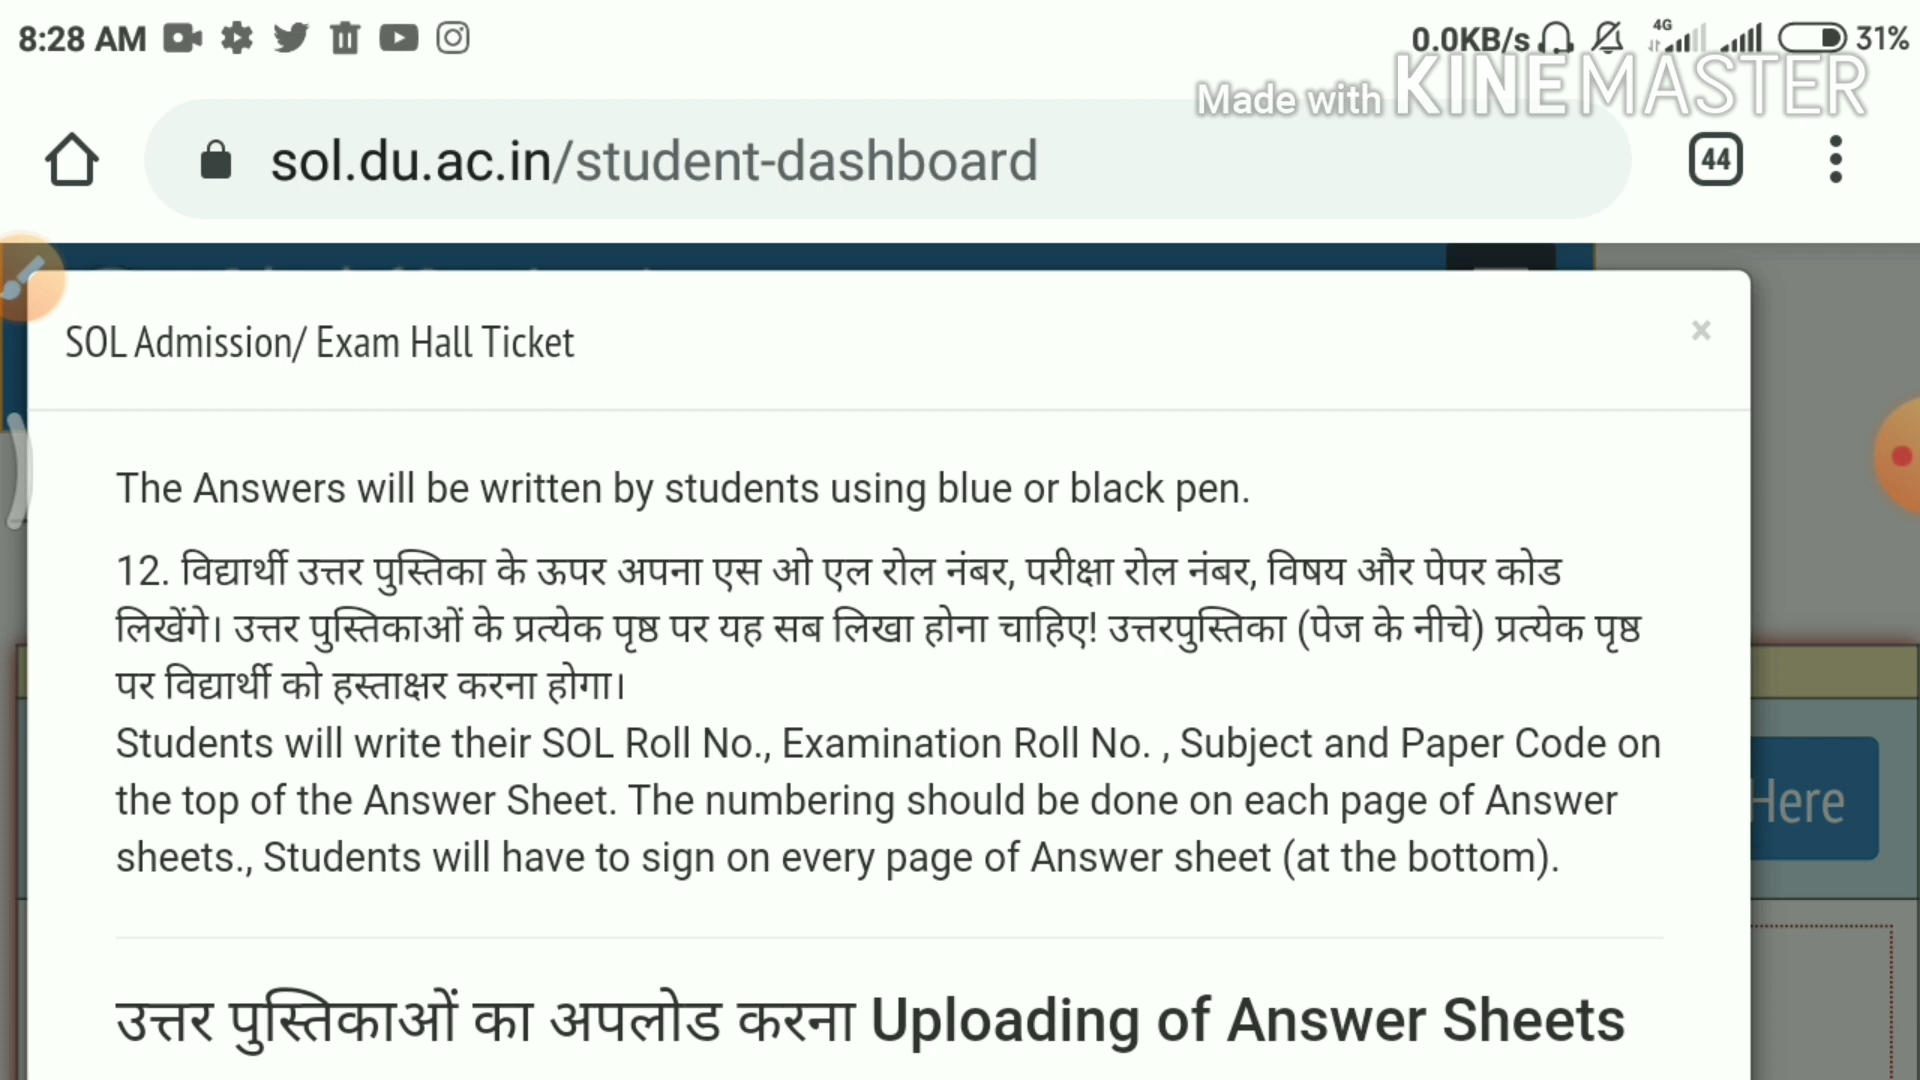 8:28 AM
0.0KB/s
4G
31%
Made with KINEMASTER
sol.du.ac.in/student-dashboard
44
SOL Admission/ Exam Hall Ticket
×
The Answers will be written by students using blue or black pen.
12. विद्यार्थी उत्तर पुस्तिका के ऊपर अपना एस ओ एल रोल नंबर, परीक्षा रोल नंबर, विषय और पेपर कोड
लिखेंगे। उत्तर पुस्तिकाओं के प्रत्येक पृष्ठ पर यह सब लिखा होना चाहिए! उत्तरपुस्तिका (पेज के नीचे) प्रत्येक पृष्ठ
पर विद्यार्थी को हस्ताक्षर करना होगा।
Students will write their SOL Roll No., Examination Roll No. , Subject and Paper Code on
the top of the Answer Sheet. The numbering should be done on each page of Answer
Here
sheets., Students will have to sign on every page of Answer sheet (at the bottom).
उत्तर पुस्तिकाओं का अपलोड करना Uploading of Answer Sheets